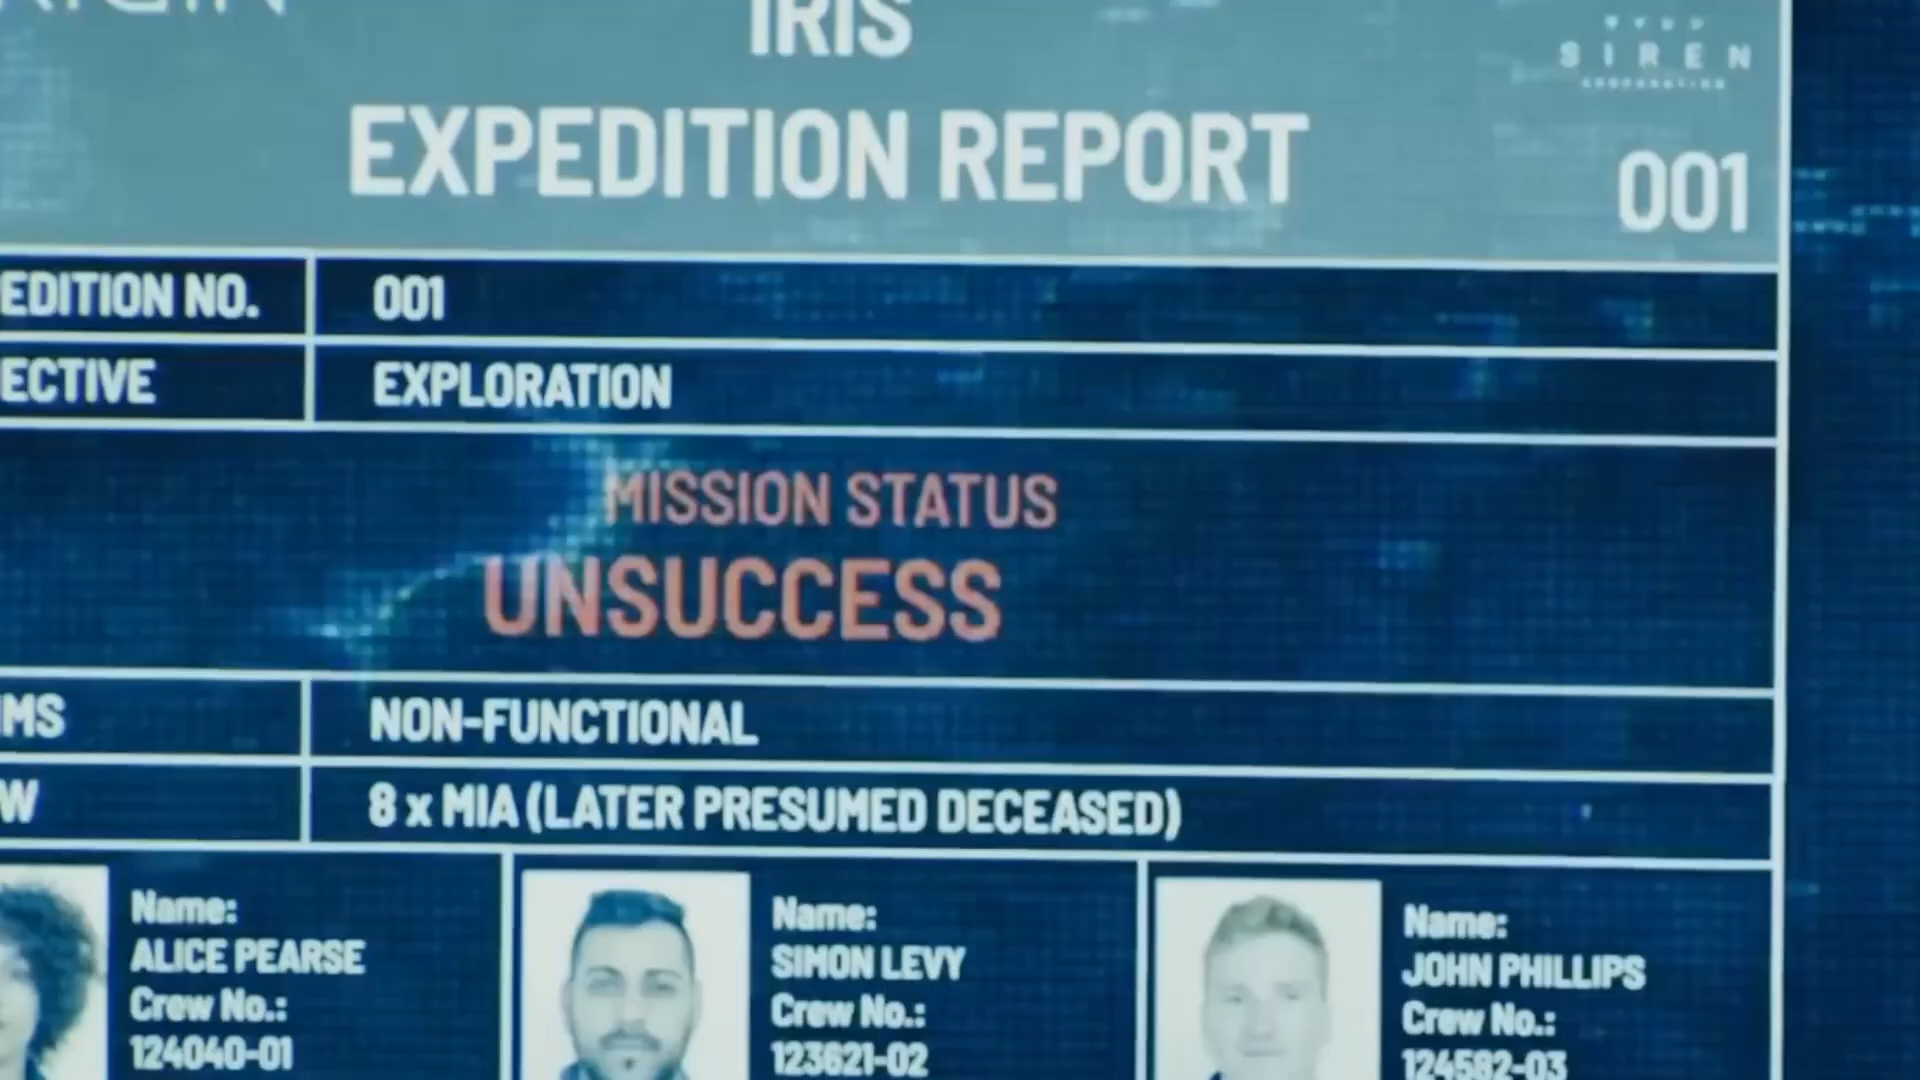 IRIS
SIREN
EXPEDITION REPORT
001
EDITION NO.
001
ECTIVE
EXPLORATION
MISSION STATUS
UNSUCCESS
MS
NON-FUNCTIONAL
W
8 x MIA (LATER PRESUMED DECEASED)
Name:
ALICE PEARSE
Crew No.:
124040-01
Name:
SIMON LEVY
Crew No.:
123621-02
Name:
JOHN PHILLIPS
Crew No.:
124582-03